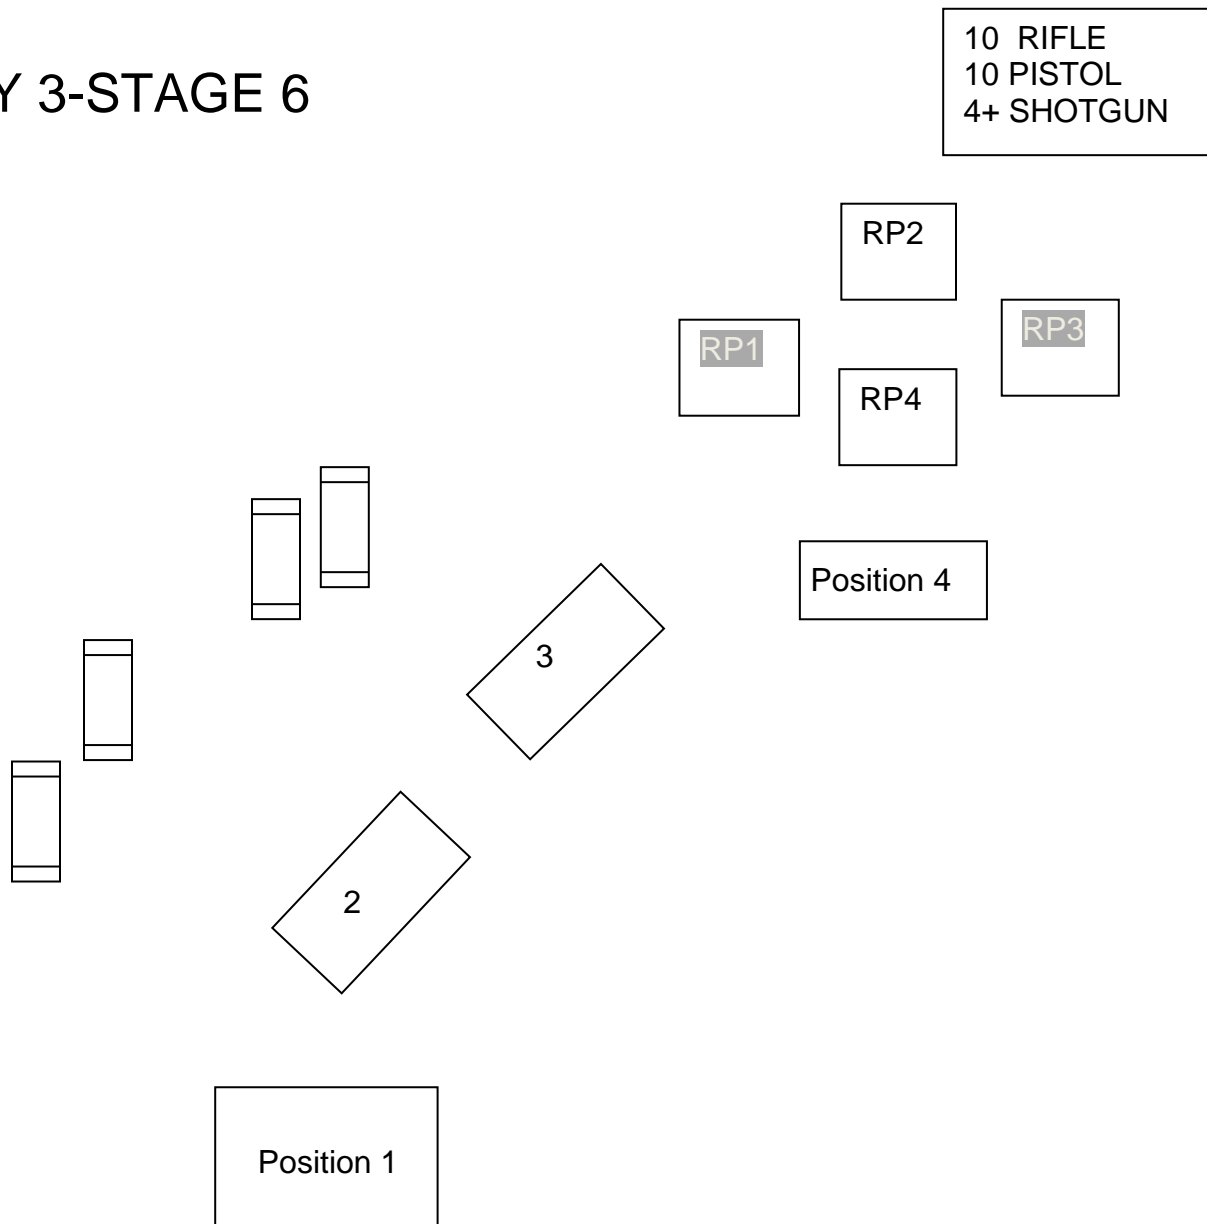 10 RIFLE
10 PISTOL
4+ SHOTGUN
Y 3-STAGE 6
RP2
RP1
RP3
RP4
Position 4
3
2
Position 1